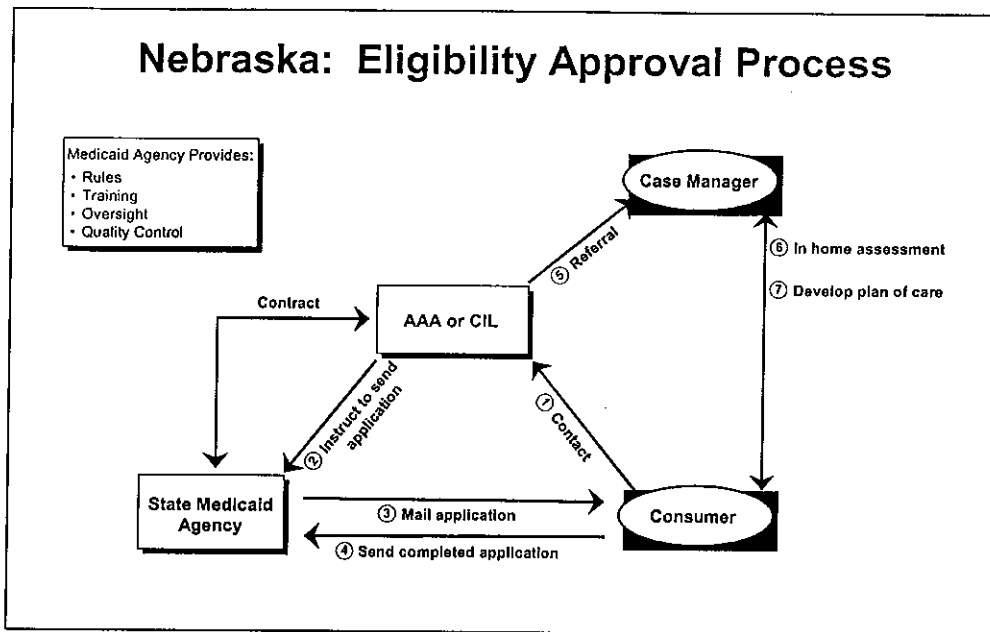 Nebraska: Eligibility Approval Process
Medicaid Agency Provides:
• Rules
• Training
• Oversight
• Quality Control
Case Manager
⑤ Referral
⑥ In home assessment
⑦ Develop plan of care
Contract
AAA or CIL
② Instruct to send
application
① Contact
State Medicaid
Agency
③ Mail application
④ Send completed application
Consumer